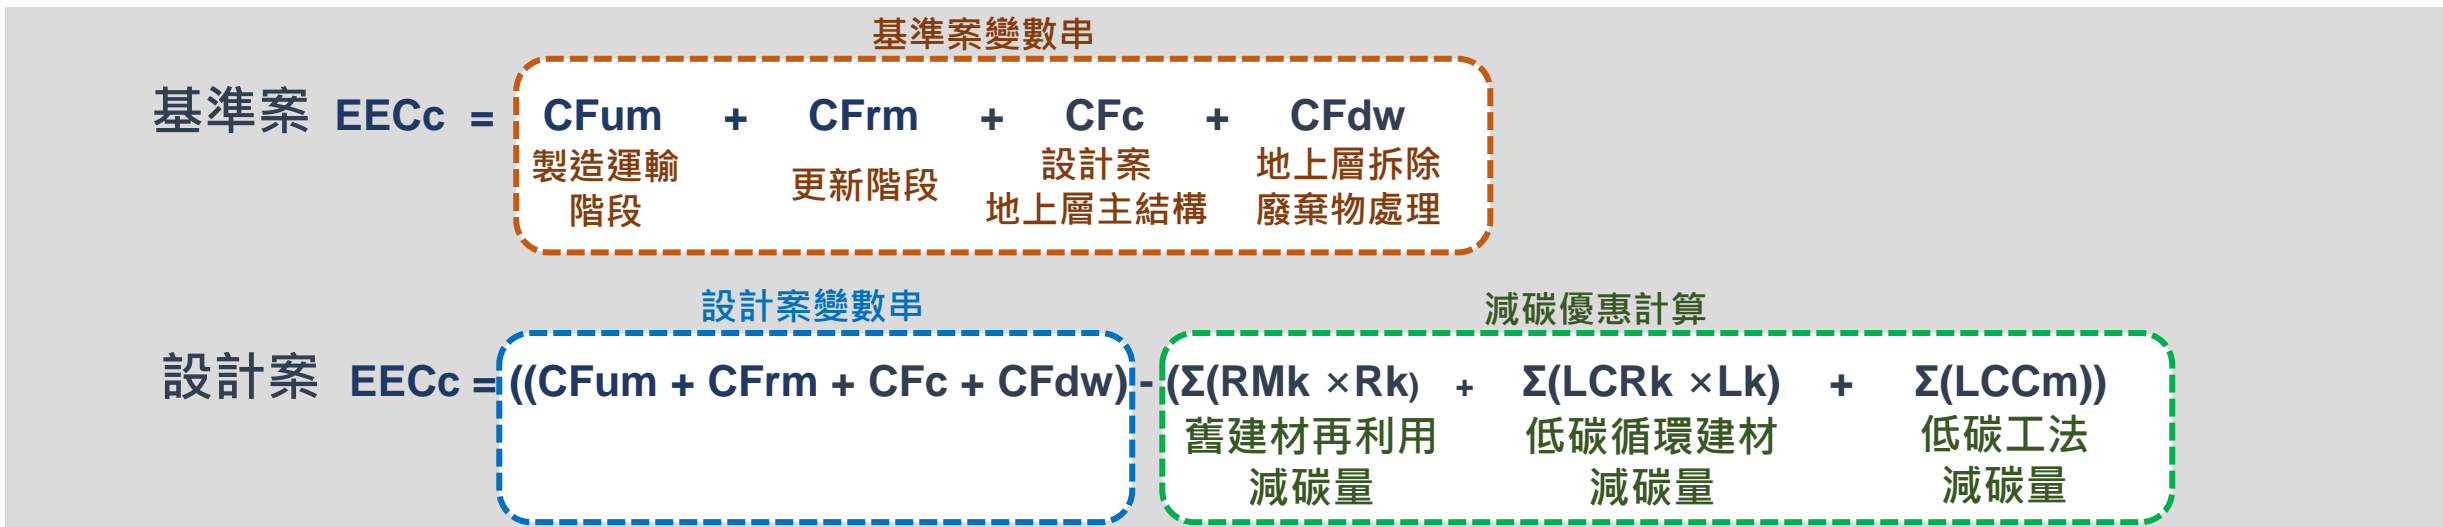 基準案變數串
基準案 EECc = CFum + CFrm + CFc + CFdw
製造運輸 階段
更新階段
設計案 地上層主結構
地上層拆除 廢棄物處理
設計案變數串
減碳優惠計算
設計案 EECc = ((CFum + CFrm + CFc + CFdw) - (Σ(RMk ×Rk) + Σ(LCRk ×Lk) + Σ(LCCm))
舊建材再利用 減碳量
低碳循環建材 減碳量
低碳工法 減碳量